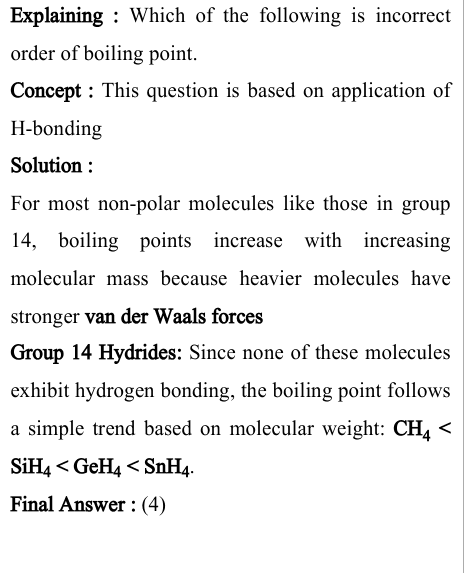 Explaining : Which of the following is incorrect
order of boiling point.
Concept : This question is based on application of
H-bonding
Solution :
For most non-polar molecules like those in group
14, boiling points increase with increasing
molecular mass because heavier molecules have
stronger van der Waals forces
Group 14 Hydrides: Since none of these molecules
exhibit hydrogen bonding, the boiling point follows
a simple trend based on molecular weight: CH₄ <
SiH₄ < GeH₄ < SnH₄.
Final Answer : (4)